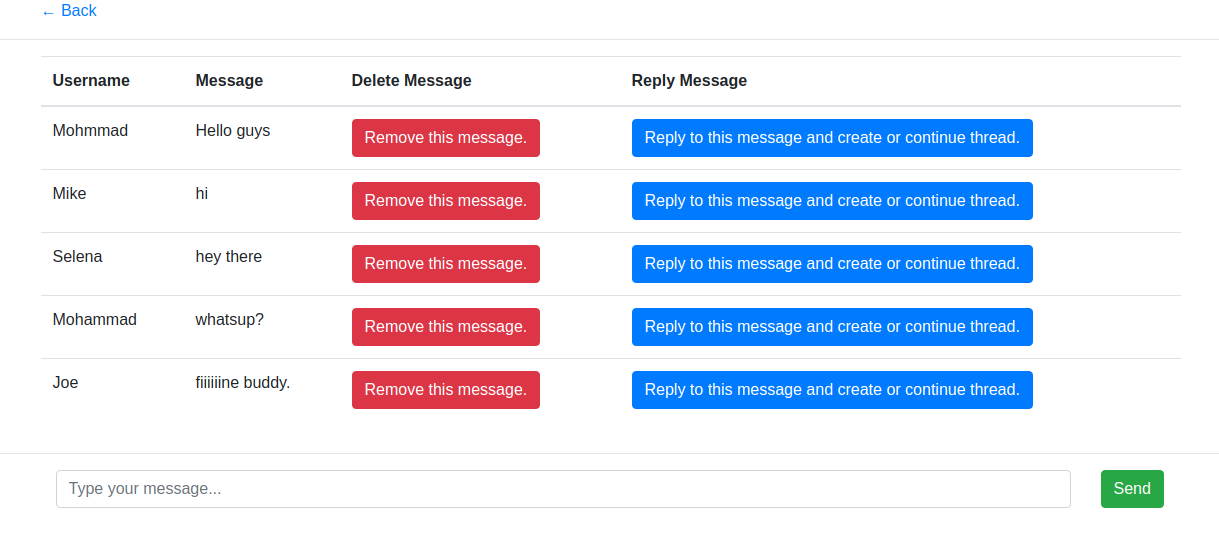 ← Back
Username Message Delete Message Reply Message
Mohmmad Hello guys Remove this message. Reply to this message and create or continue thread.
Mike hi Remove this message. Reply to this message and create or continue thread.
Selena hey there Remove this message. Reply to this message and create or continue thread.
Mohammad whatsup? Remove this message. Reply to this message and create or continue thread.
Joe fiiiiiine buddy. Remove this message. Reply to this message and create or continue thread.
Type your message... Send